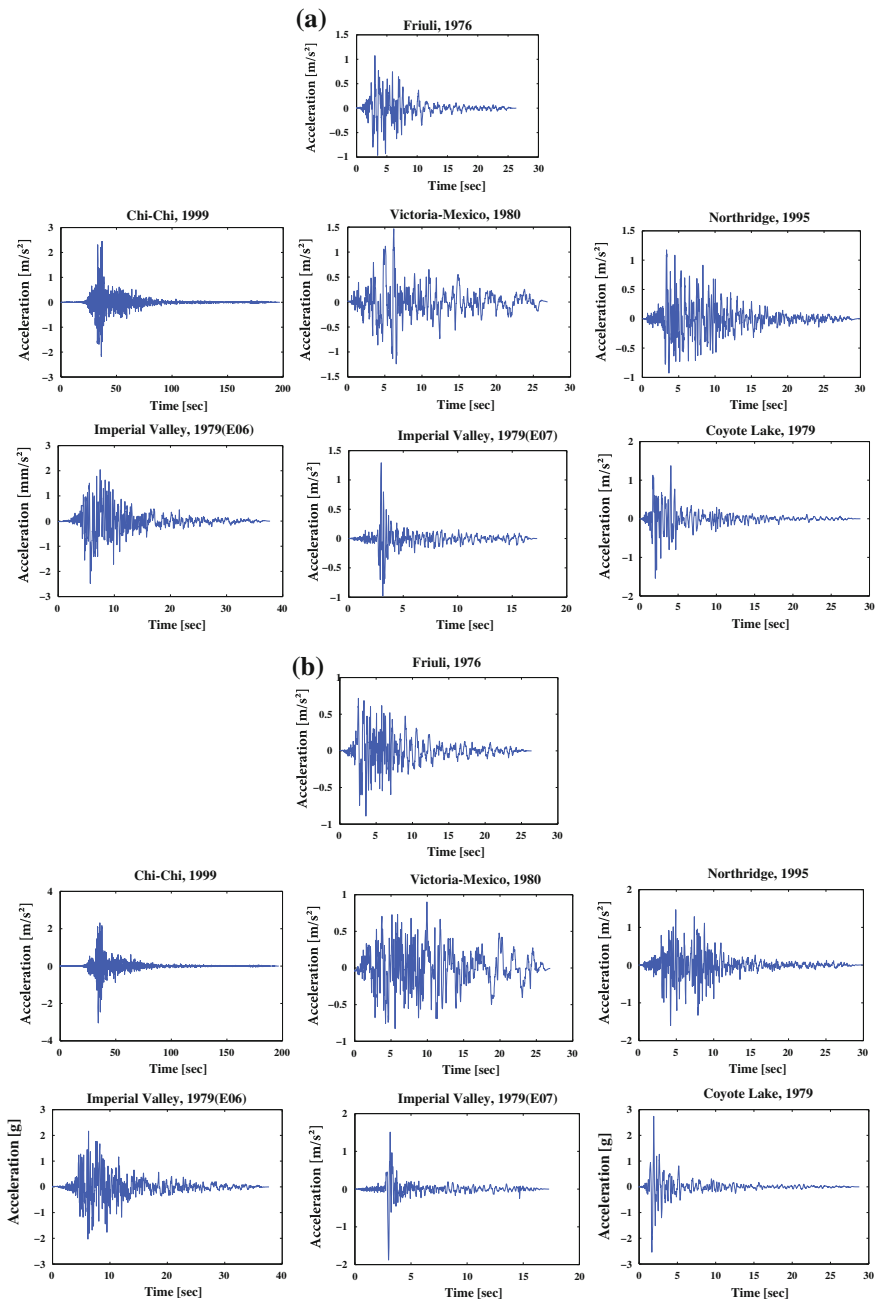 (a)
Friuli, 1976
Acceleration [m/s²]
1.5
1
0.5
0
−0.5
−1
0 5 10 15 20 25 30
Time [sec]
Chi-Chi, 1999
Acceleration [m/s²]
3
2
1
0
−1
−2
−3
0 50 100 150 200
Time [sec]
Victoria-Mexico, 1980
Acceleration [m/s²]
1.5
1
0.5
0
−0.5
−1
−1.5
0 5 10 15 20 25 30
Time [sec]
Northridge, 1995
Acceleration [m/s²]
1.5
1
0.5
0
−0.5
−1
0 5 10 15 20 25 30
Time [sec]
Imperial Valley, 1979(E06)
Acceleration [mm/s²]
3
2
1
0
−1
−2
−3
0 10 20 30 40
Time [sec]
Imperial Valley, 1979(E07)
Acceleration [m/s²]
1.5
1
0.5
0
−0.5
−1
0 5 10 15 20
Time [sec]
Coyote Lake, 1979
Acceleration [m/s²]
2
1
0
−1
−2
0 5 10 15 20 25 30
Time [sec]
(b)
Friuli, 1976
Acceleration [m/s²]
1
0.5
0
−0.5
−1
0 5 10 15 20 25 30
Time [sec]
Chi-Chi, 1999
Acceleration [m/s²]
4
2
0
−2
−4
0 50 100 150 200
Time [sec]
Victoria-Mexico, 1980
Acceleration [m/s²]
1
0.5
0
−0.5
−1
0 5 10 15 20 25 30
Time [sec]
Northridge, 1995
Acceleration [m/s²]
2
1
0
−1
−2
0 5 10 15 20 25 30
Time [sec]
Imperial Valley, 1979(E06)
Acceleration [g]
3
2
1
0
−1
−2
−3
0 10 20 30 40
Time [sec]
Imperial Valley, 1979(E07)
Acceleration [m/s²]
2
1
0
−1
−2
0 5 10 15 20
Time [sec]
Coyote Lake, 1979
Acceleration [g]
3
2
1
0
−1
−2
−3
0 5 10 15 20 25 30
Time [sec]